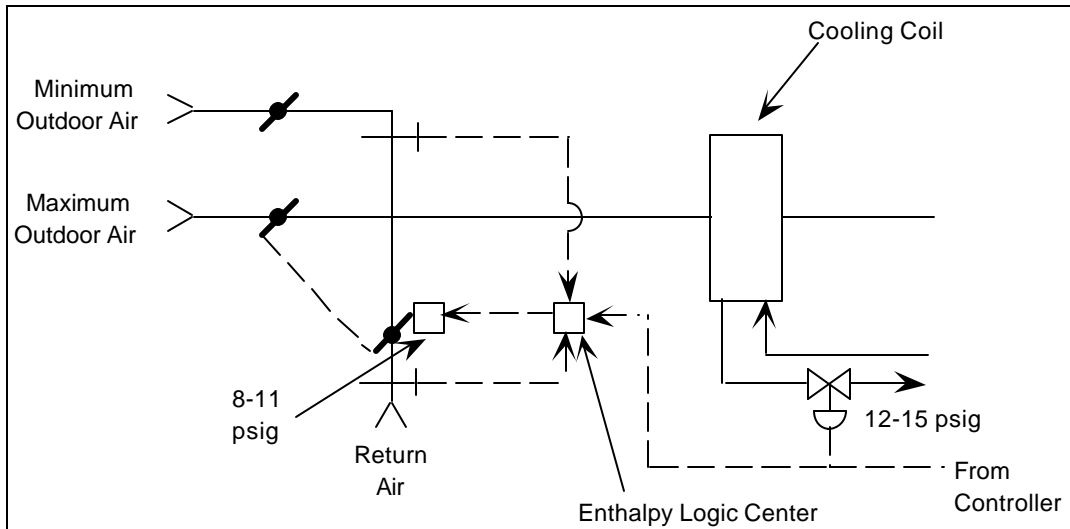 Cooling Coil
Minimum
Outdoor Air
Maximum
Outdoor Air
8-11
psig
Return
Air
12-15 psig
From
Controller
Enthalpy Logic Center